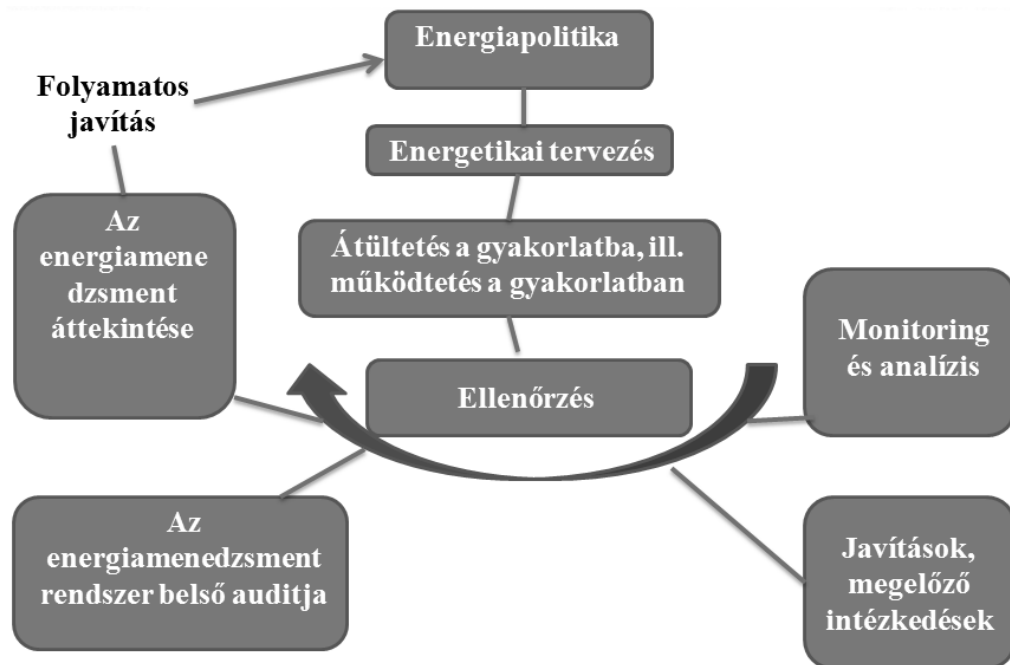 Energiapolitika
Folyamatos
javítás
Energetikai tervezés
Az
energiamene
dzsment
áttekintése
Átültetés a gyakorlatba, ill.
működtetés a gyakorlatban
Monitoring
és analízis
Ellenőrzés
Az
energiamenedzsment
rendszer belső auditja
Javítások,
megelőző
intézkedések